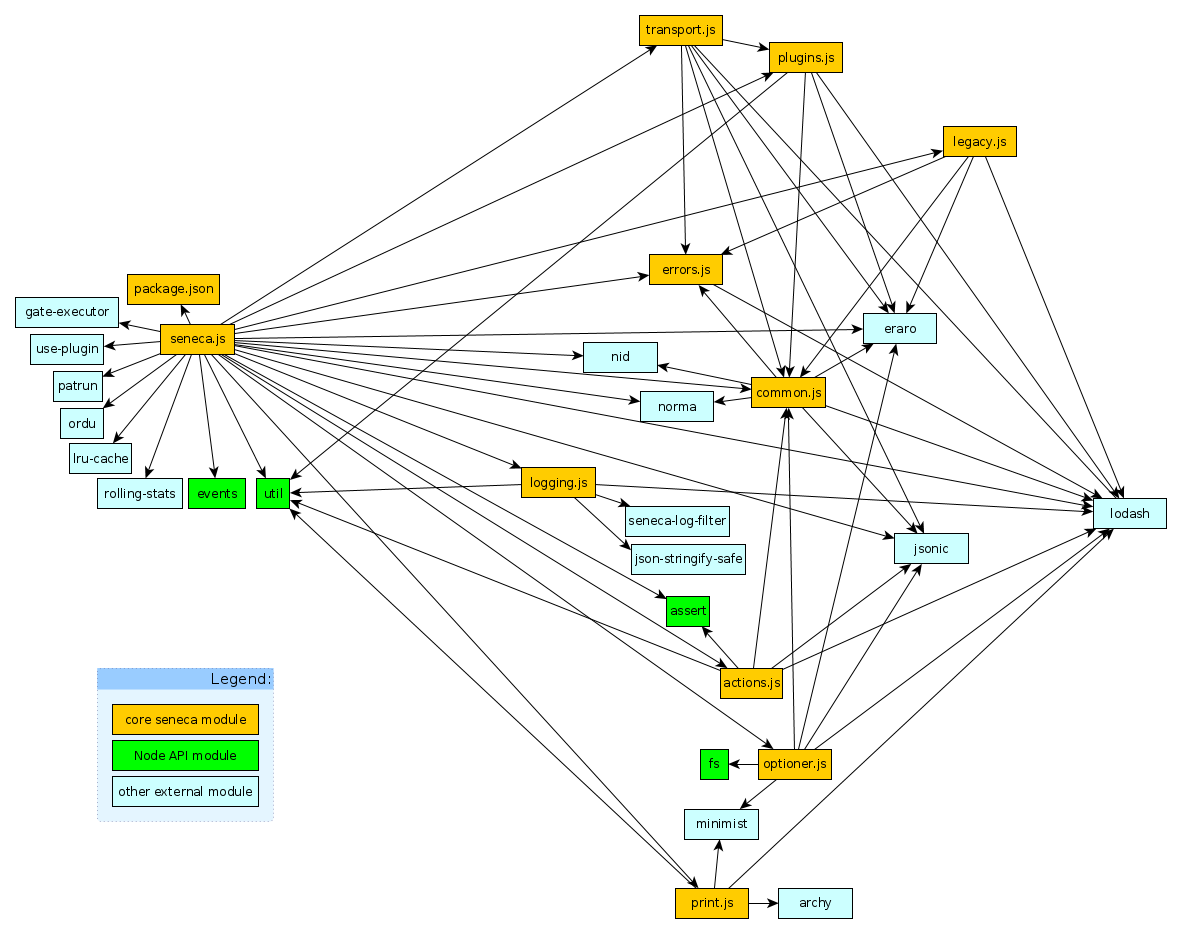 transport.js
plugins.js
legacy.js
errors.js
package.json
gate-executor
seneca.js
eraro
use-plugin
nid
patrun
common.js
norma
ordu
lru-cache
logging.js
rolling-stats
events
util
lodash
seneca-log-filter
jsonic
json-stringify-safe
assert
actions.js
Legend:
core seneca module
Node API module
other external module
fs
optioner.js
minimist
print.js
archy